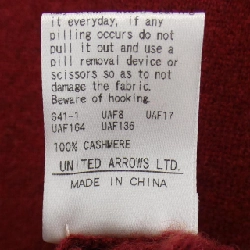 it everyday, if any
pilling occurs do not
pull it out and use a
pill removal device or
scissors so as to not
damage the fabric.
Beware of hooking.
641-1 UAF8 UAF17
UAF164 UAF136
100% CASHMERE
UNITED ARROWS LTD.
MADE IN CHINA